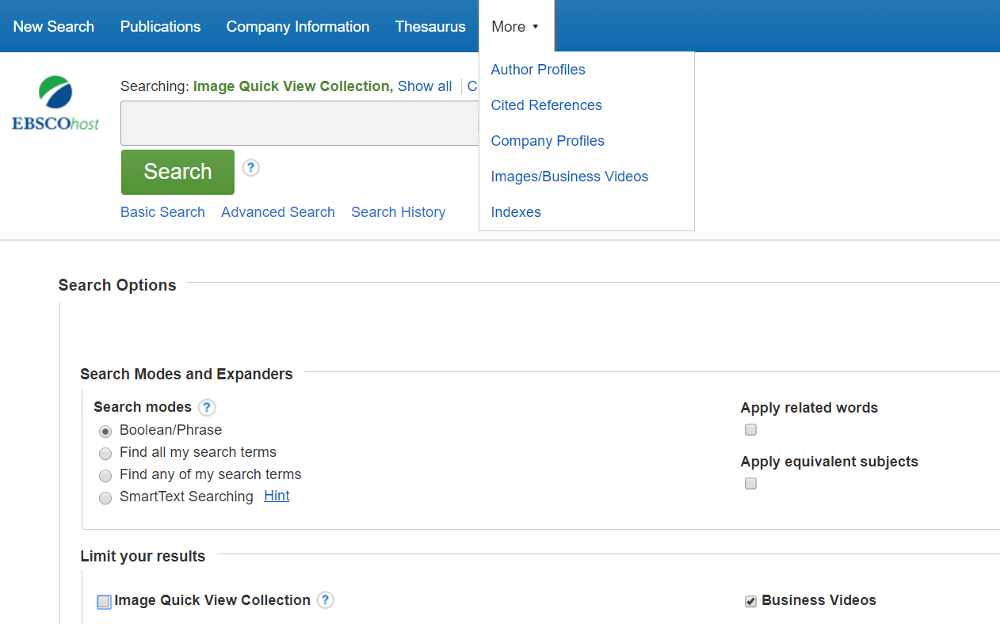 New Search Publications Company Information Thesaurus More
Author Profiles
Cited References
Company Profiles
Images/Business Videos
Indexes
EBSCOhost
Searching: Image Quick View Collection, Show all C
Search ?
Basic Search Advanced Search Search History
Search Options
Search Modes and Expanders
Search modes ?
Boolean/Phrase
Find all my search terms
Find any of my search terms
SmartText Searching Hint
Apply related words
Apply equivalent subjects
Limit your results
Image Quick View Collection ?
Business Videos